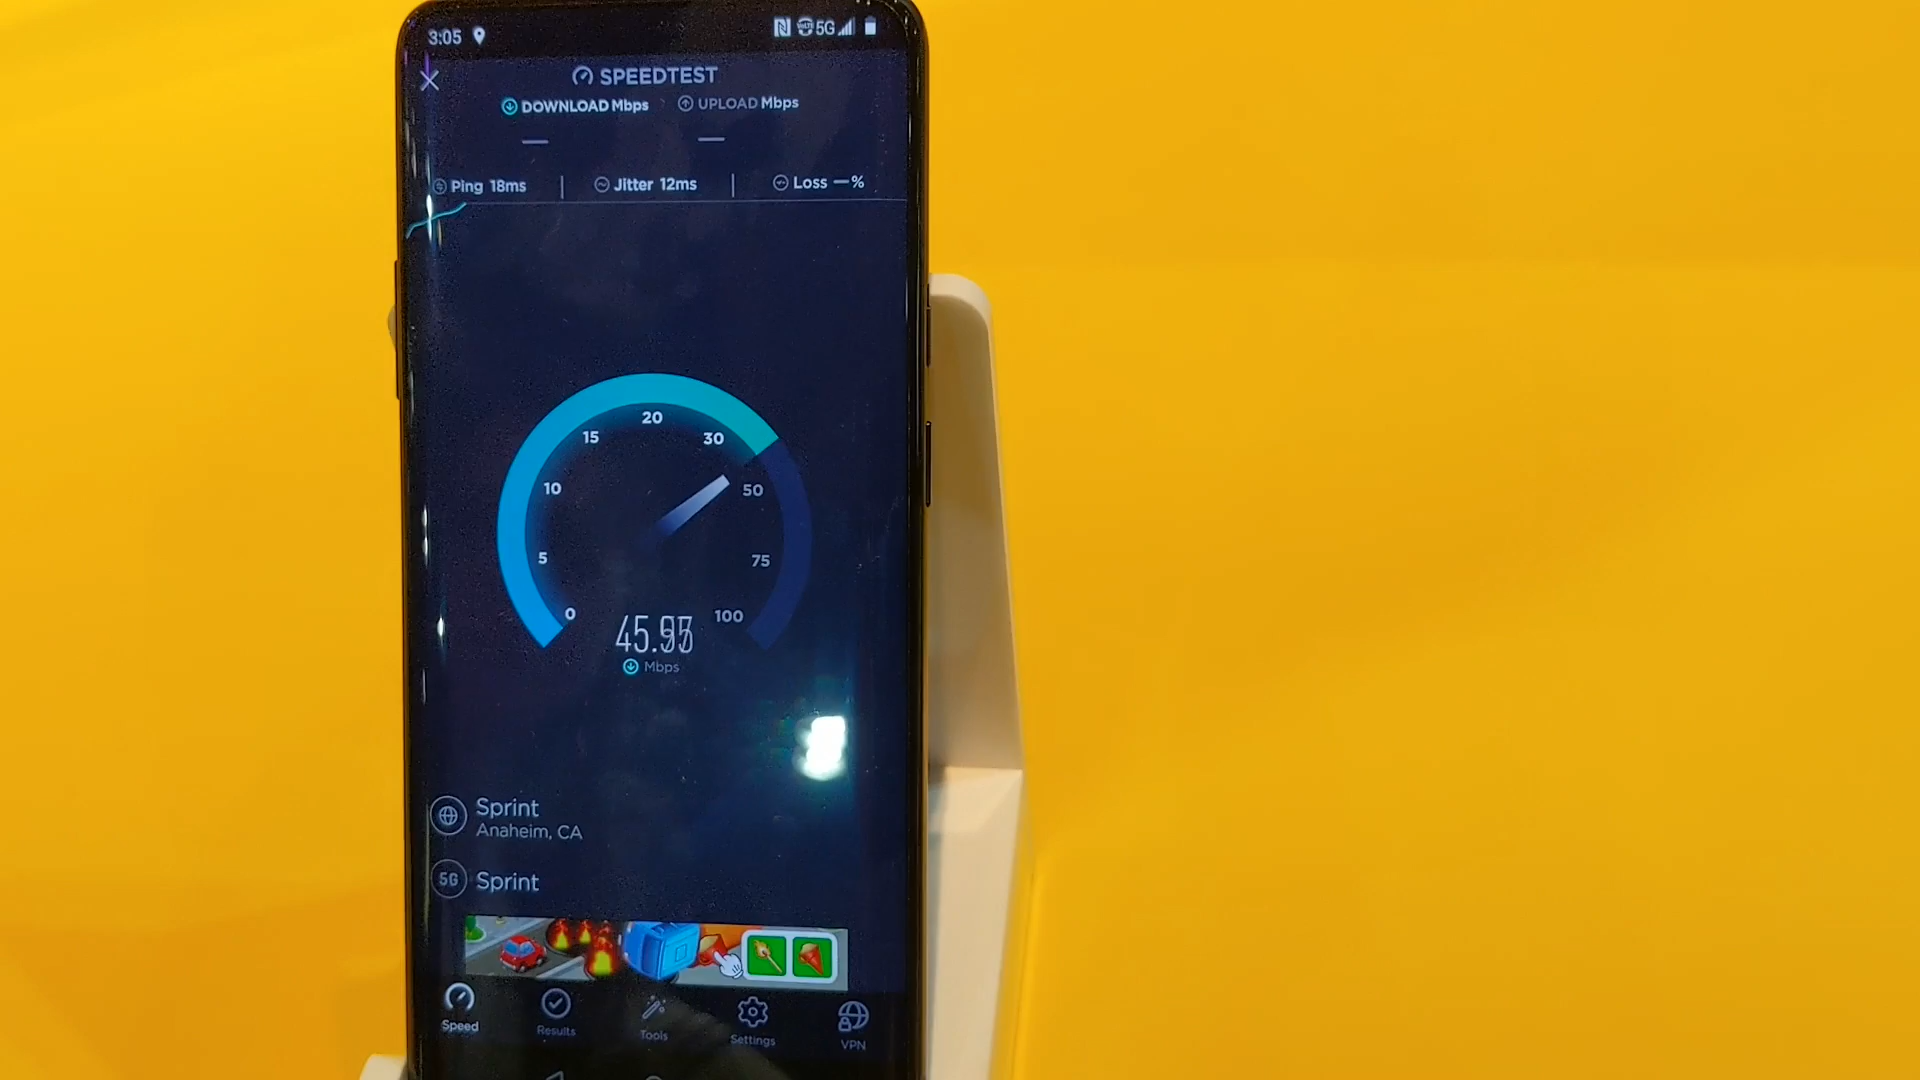 3:05 VoLTE 5G
SPEEDTEST
DOWNLOAD Mbps UPLOAD Mbps
— —
Ping 18ms Jitter 12ms Loss —%
20
15 30
10 50
5 75
0 100
Mbps
Sprint
Anaheim, CA
5G Sprint
Speed Results Tools Settings VPN